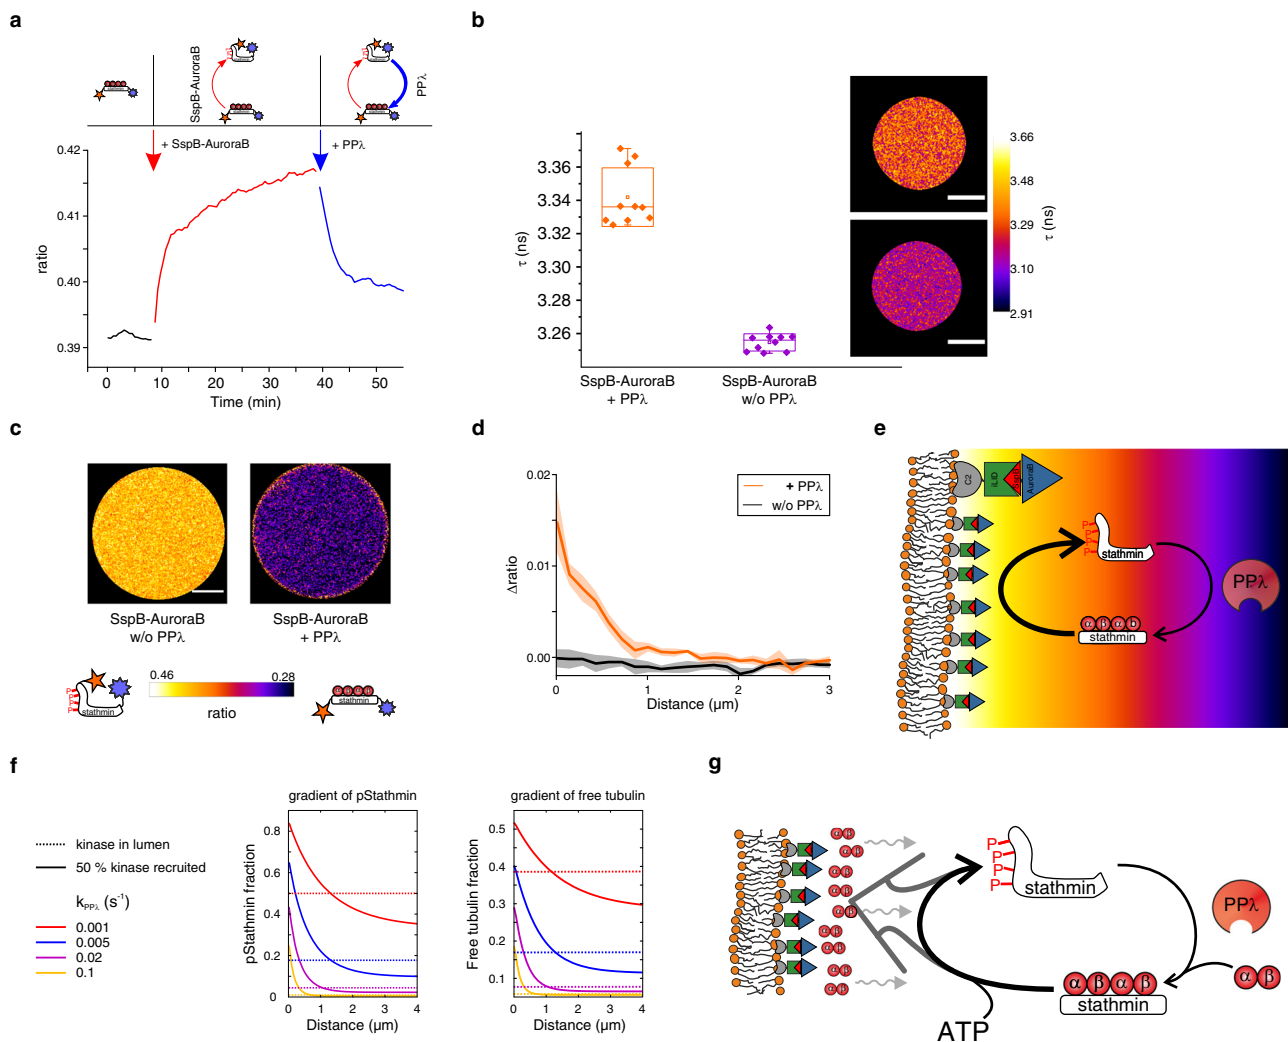 a
SspB-AuroraB
stathmin
stathmin
stathmin
stathmin
stathmin
PPλ
+ SspB-AuroraB
+ PPλ
0.42
0.41
0.40
0.39
ratio
0 10 20 30 40 50
Time (min)
b
3.36
3.34
3.32
3.30
3.28
3.26
τ (ns)
SspB-AuroraB
+ PPλ
SspB-AuroraB
w/o PPλ
3.66
3.48
3.29
3.10
2.91
τ (ns)
c
SspB-AuroraB
w/o PPλ
SspB-AuroraB
+ PPλ
0.46 0.28
ratio
P
P
P
P
stathmin
α β α β
stathmin
d
0.02
0.01
0.00
Δratio
+ PPλ
w/o PPλ
0 1 2 3
Distance (μm)
e
C2
iLID
SspB
AuroraB
P
P
P
P
stathmin
PPλ
α β α b
stathmin
f
kinase in lumen
50 % kinase recruited
kPPλ (s⁻¹)
0.001
0.005
0.02
0.1
gradient of pStathmin
0.8
0.6
0.4
0.2
0
pStathmin fraction
0 1 2 3 4
Distance (μm)
gradient of free tubulin
0.5
0.4
0.3
0.2
0.1
Free tubulin fraction
0 1 2 3 4
Distance (μm)
g
α β
α β
α β
α β
α β
α β
α β
α β
P
P
P
P
stathmin
PPλ
α β α β
stathmin
α β
ATP